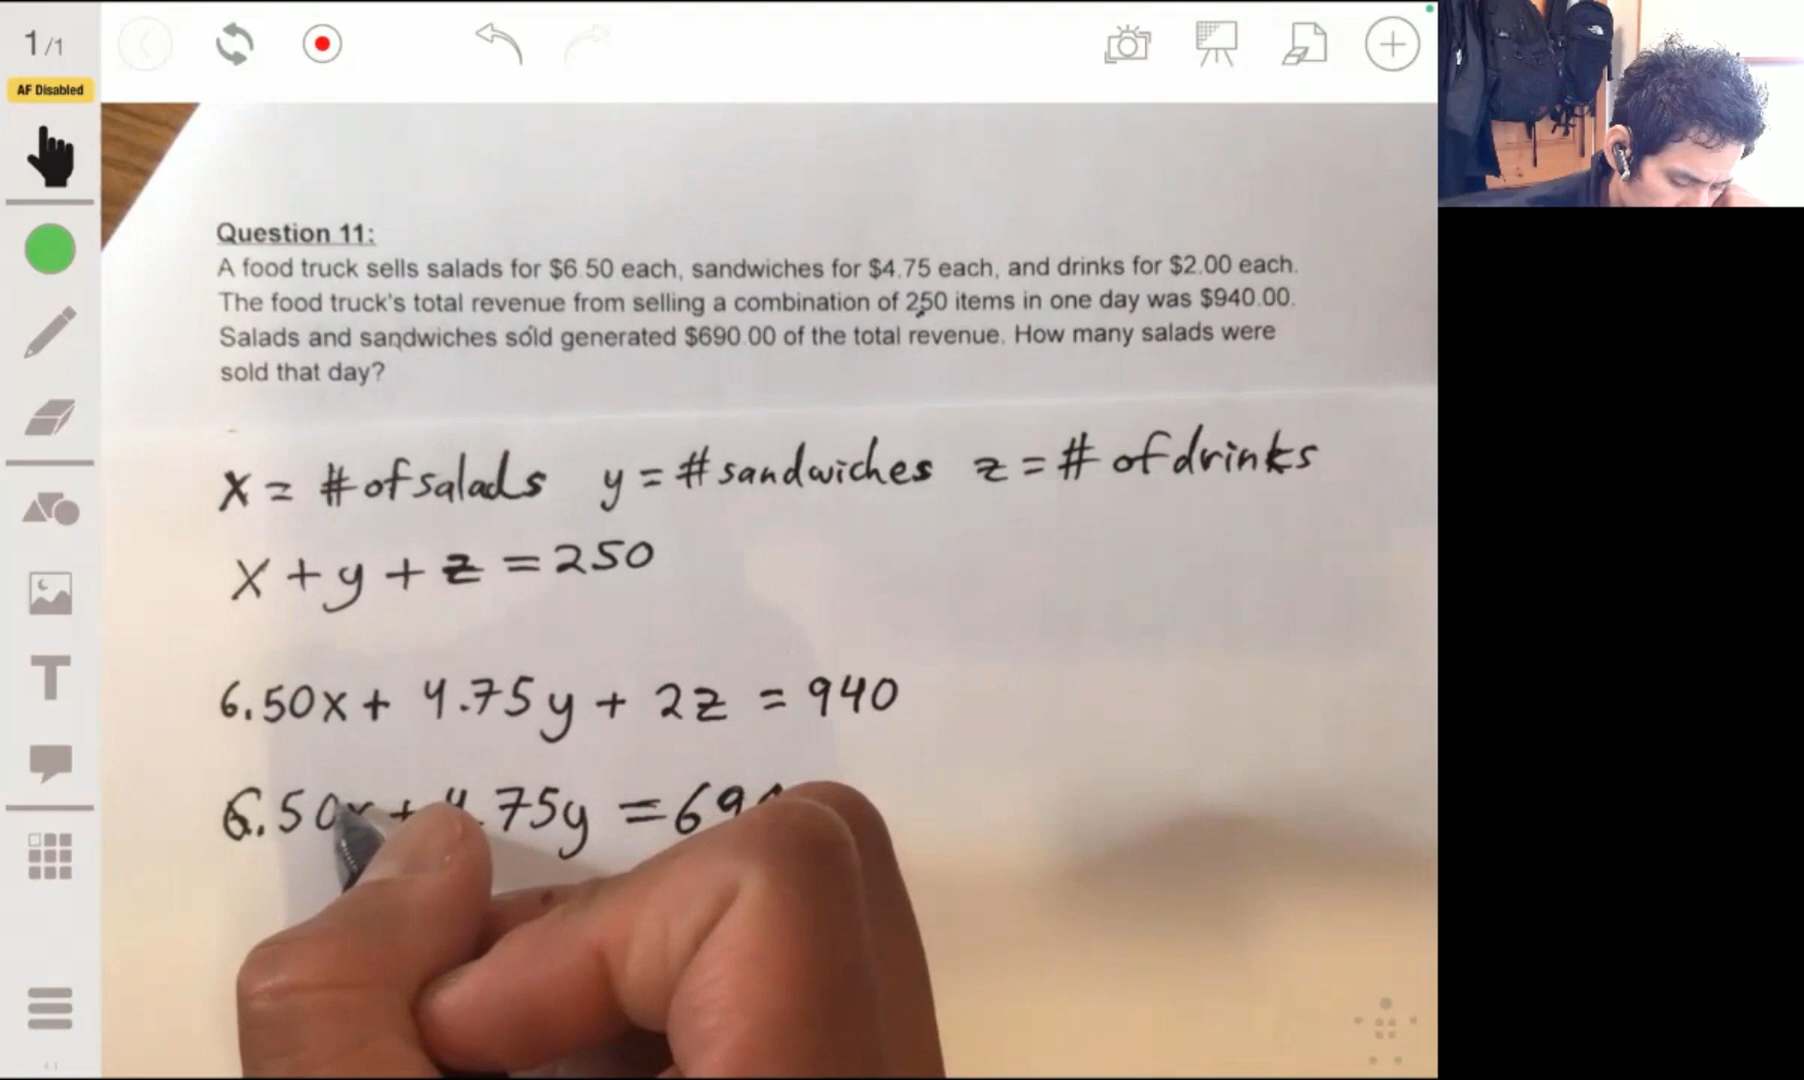 1/1
AF Disabled
Question 11:
A food truck sells salads for $6.50 each, sandwiches for $4.75 each, and drinks for $2.00 each.
The food truck's total revenue from selling a combination of 250 items in one day was $940.00.
Salads and sandwiches sold generated $690.00 of the total revenue. How many salads were
sold that day?
x = # of salads y = # sandwiches z = # of drinks
x + y + z = 250
6.50x + 4.75y + 2z = 940
6.50x + 4.75y = 69
T